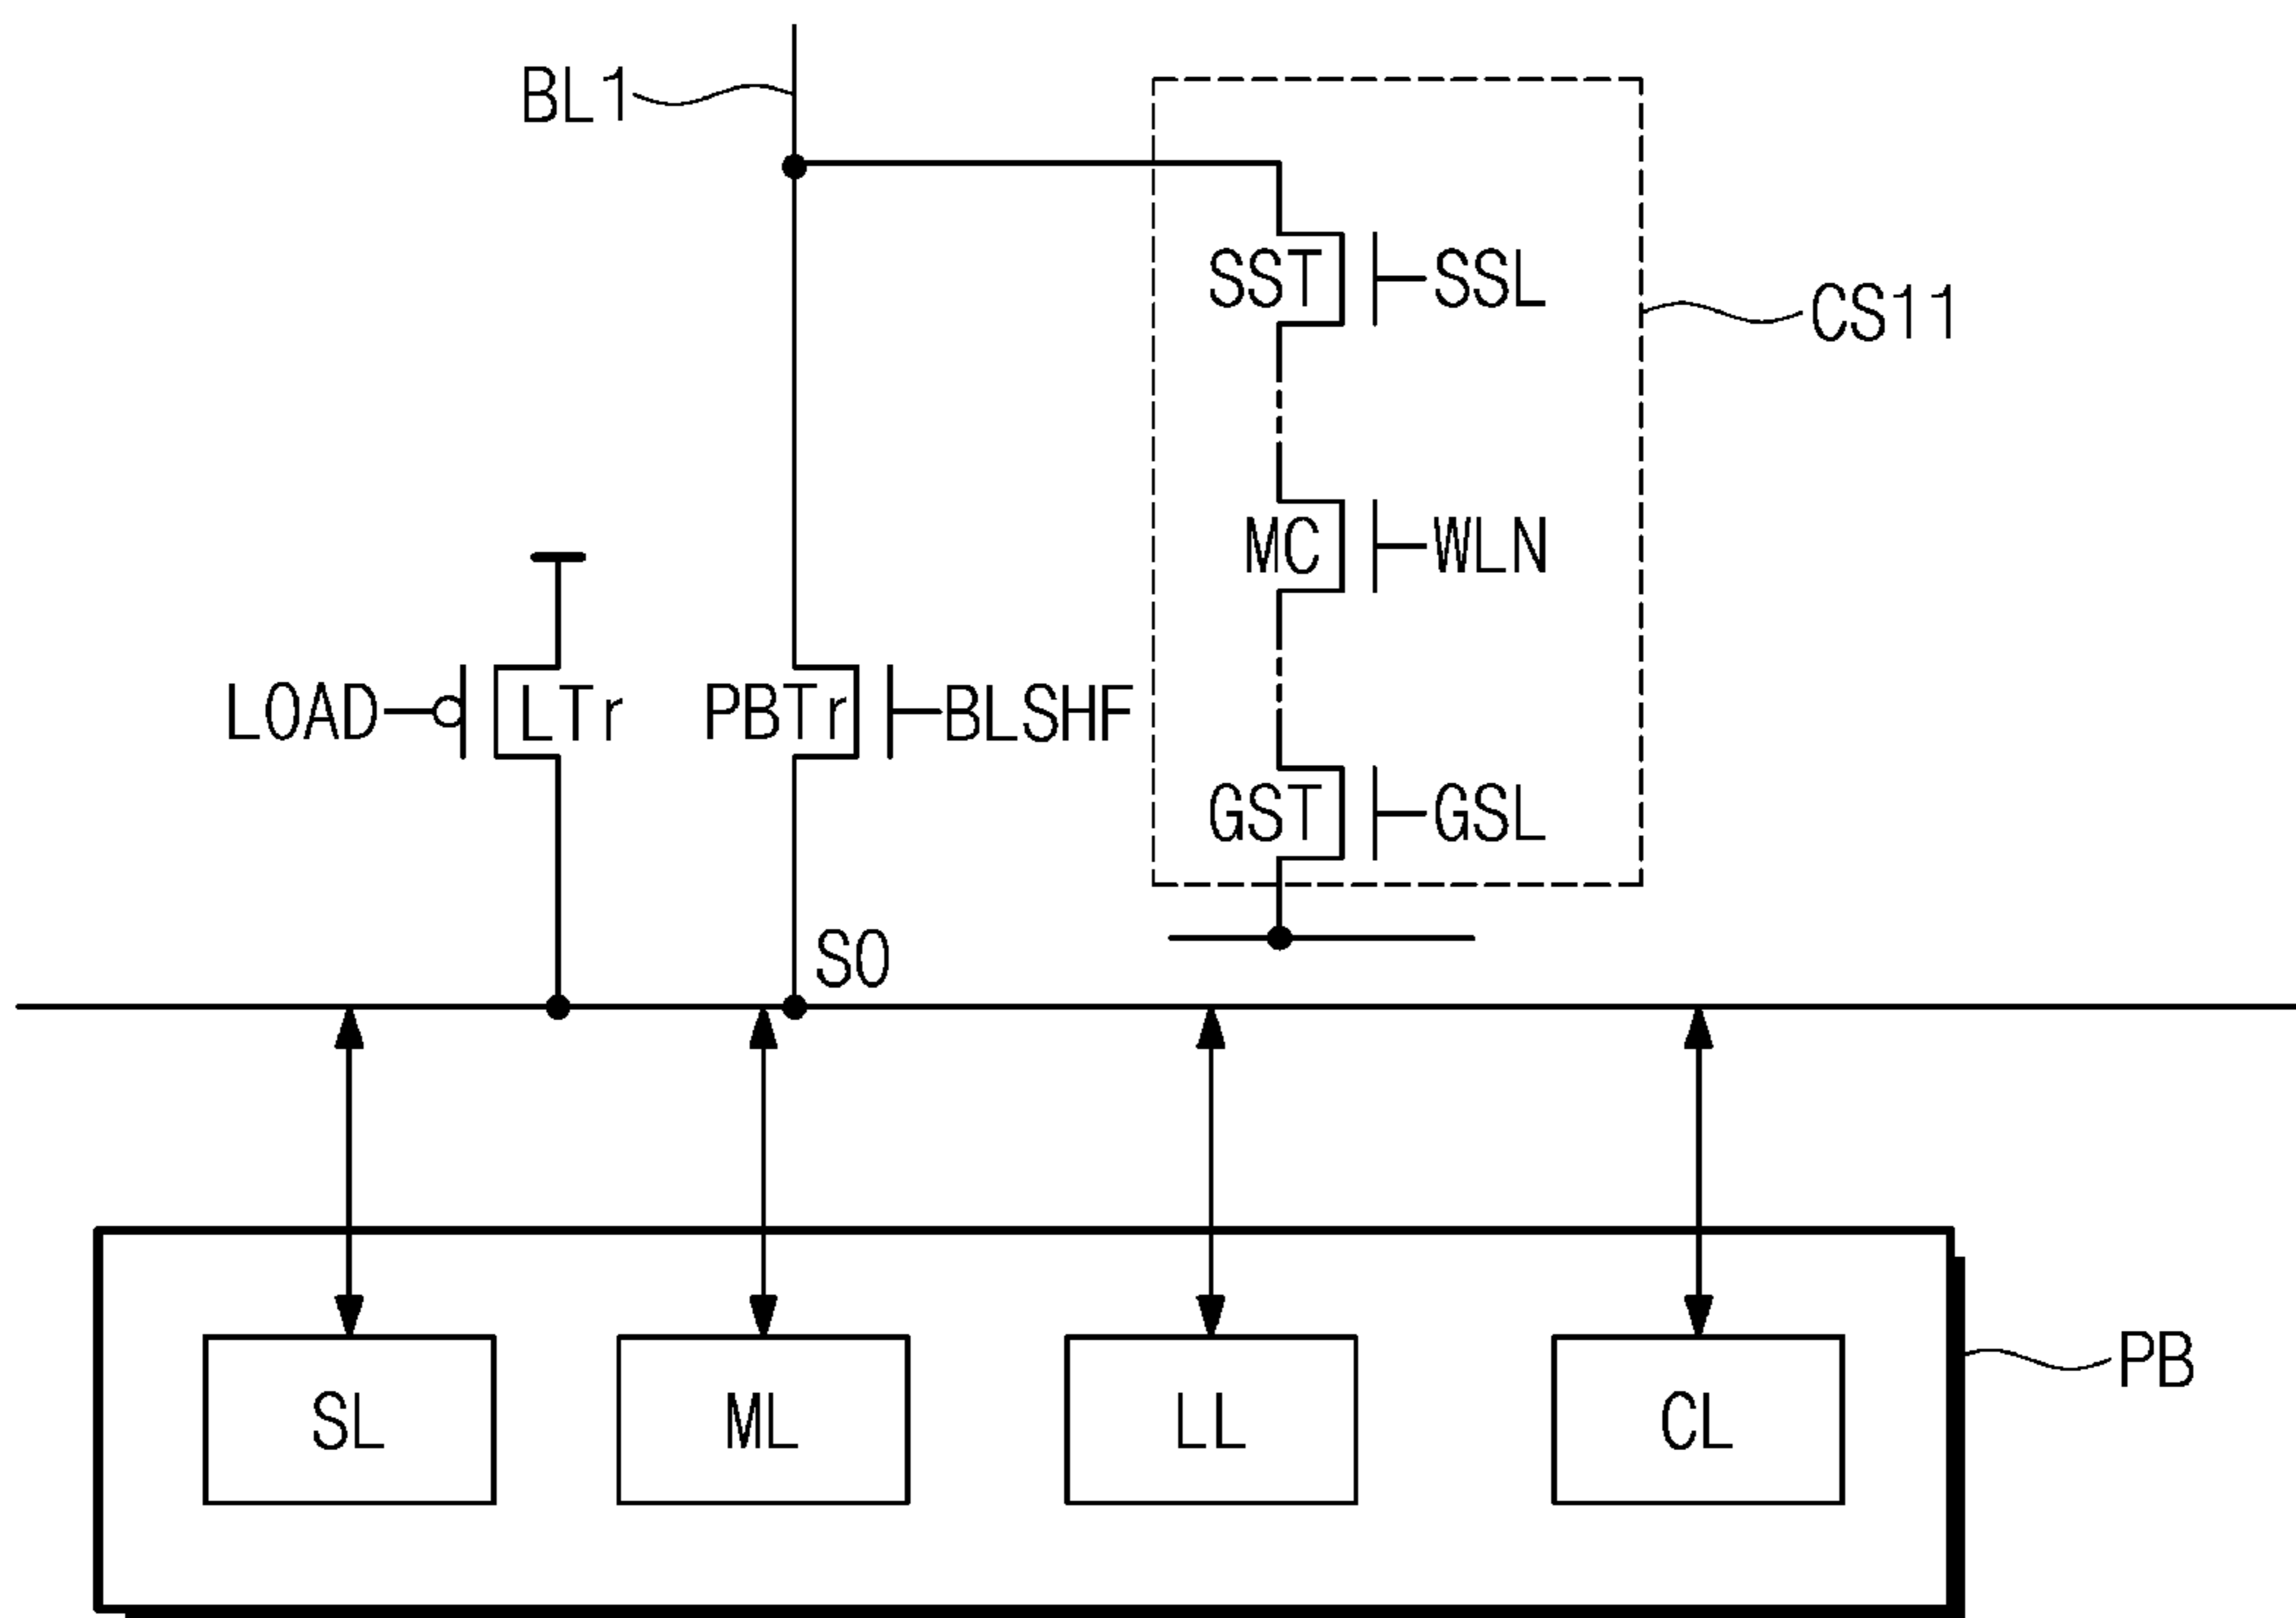 BL1
SST
SSL
CS11
MC
WLN
LOAD
LTr
PBTr
BLSHF
GST
GSL
SO
SL
ML
LL
CL
PB